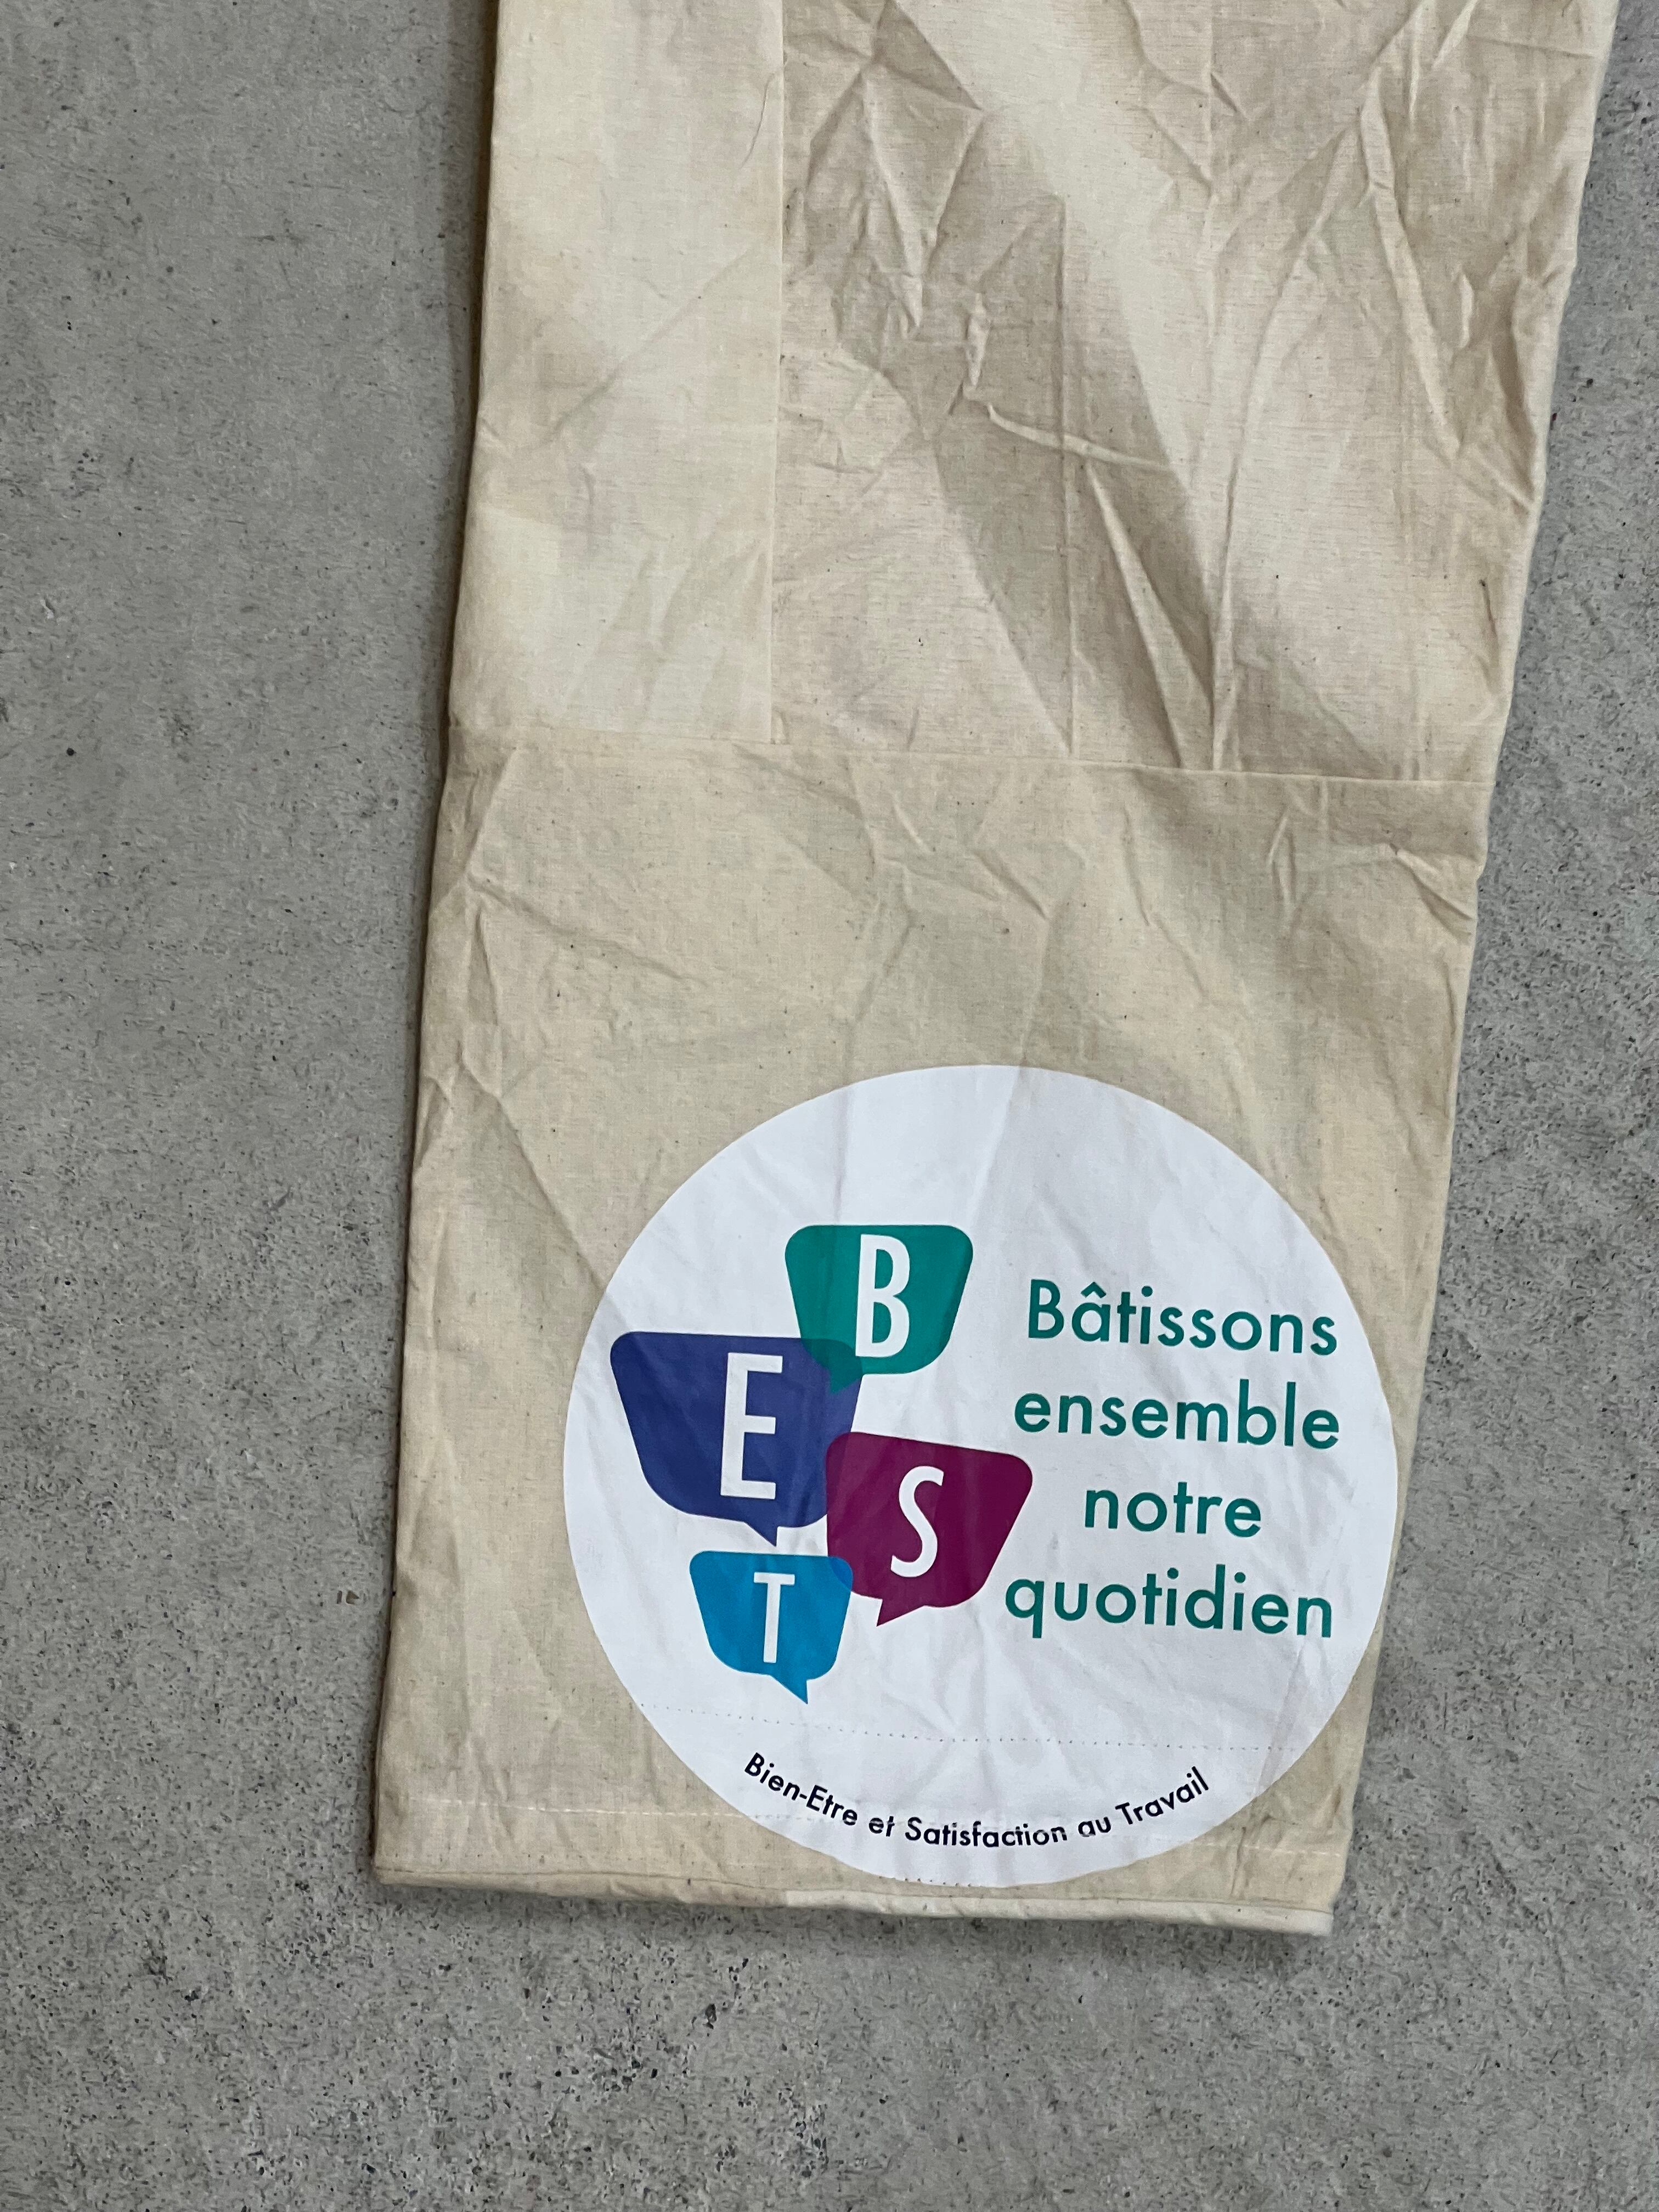 B
E
S
T
Bâtissons
ensemble
notre
quotidien
Bien-Etre et Satisfaction au Travail